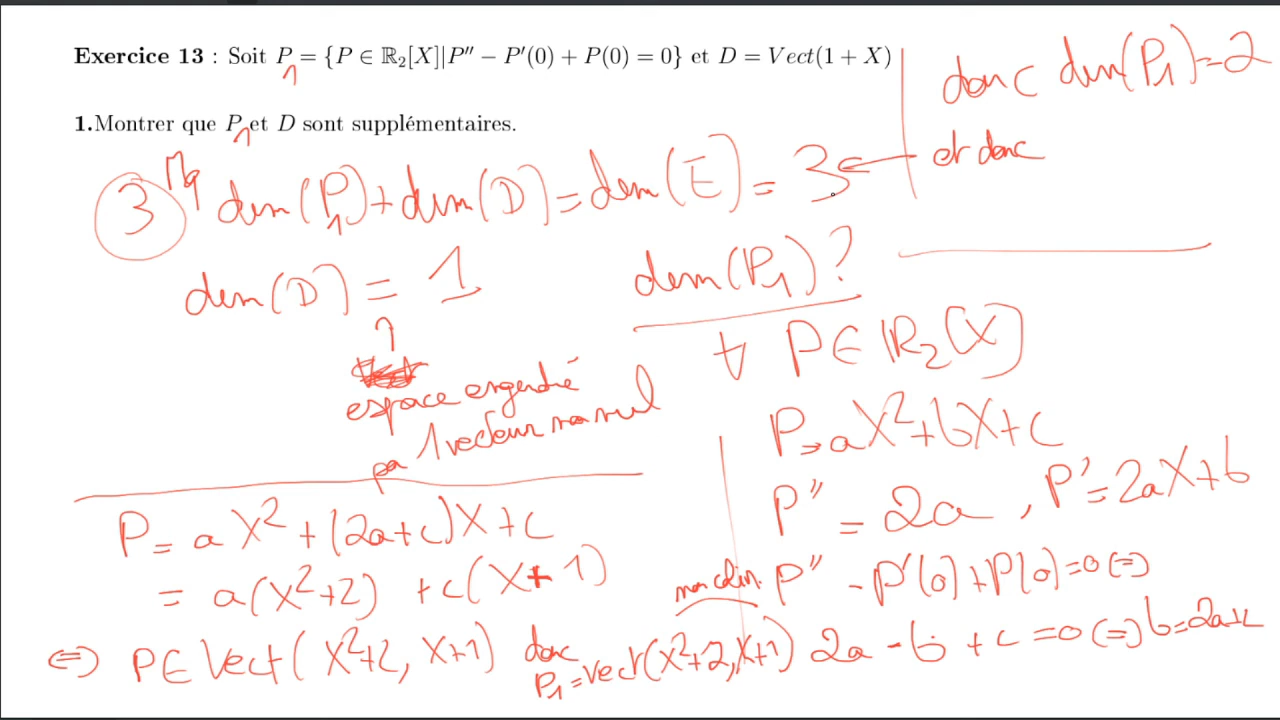 Exercice 13 : Soit P₁ = {P ∈ ℝ₂[X]|P″ − P′(0) + P(0) = 0} et D = Vect(1 + X)
1.Montrer que P₁ et D sont supplémentaires.
donc dim(P₁)=2
et donc
③ Mq dim(P₁)+dim(D)=dim(E)=3 ←
dim(D)=1
↑
espace engendré
par 1 vecteur non nul
dim(P₁)?
∀ P∈ℝ₂[X]
P=aX²+bX+c
P″=2a, P′=2aX+b
P″-P′(0)+P(0)=0 ⇔
2a-b+c=0 ⇔ b=2a+c
P=aX²+(2a+c)X+c
=a(X²+2)+c(X+1)
⇔ P∈Vect(X²+2, X+1) donc
P₁=Vect(X²+2,X+1)